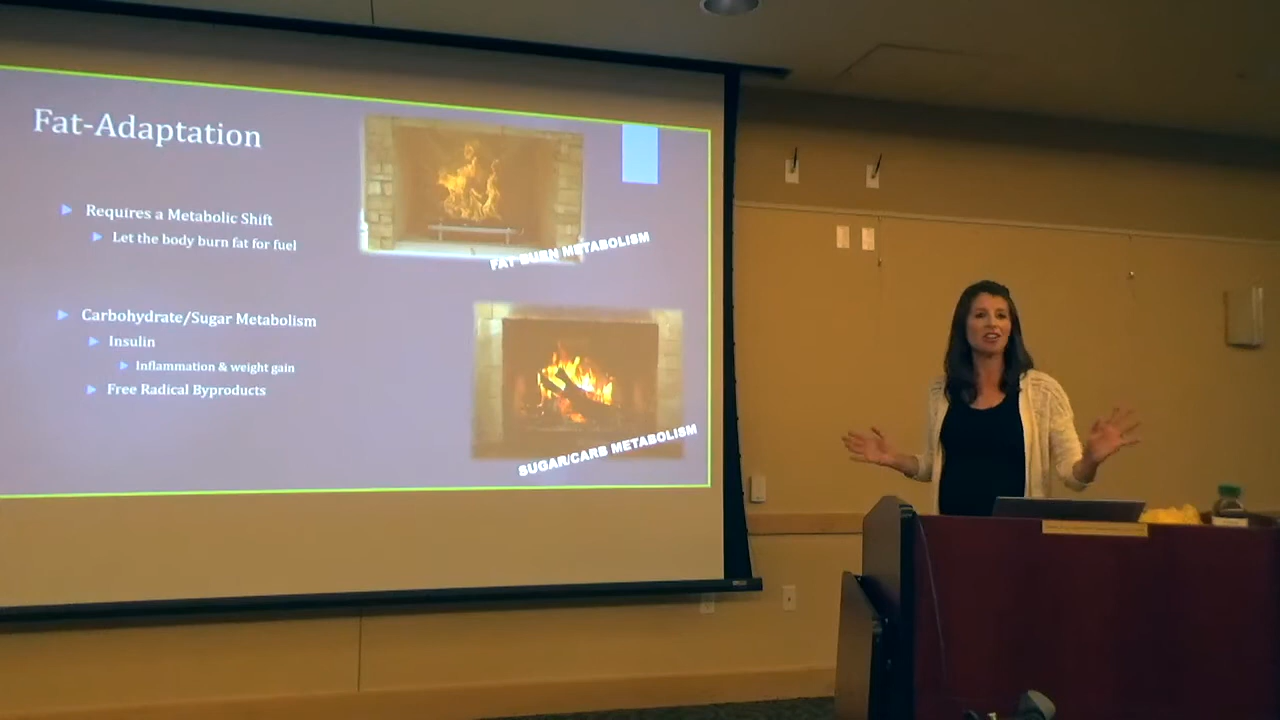 Fat-Adaptation
Requires a Metabolic Shift
Let the body burn fat for fuel
FAT BURN METABOLISM
Carbohydrate/Sugar Metabolism
Insulin
Inflammation & weight gain
Free Radical Byproducts
SUGAR/CARB METABOLISM